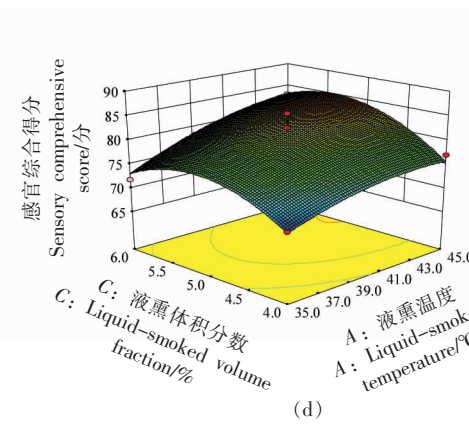 感官综合得分
Sensory comprehensive
score/分
90
85
80
75
70
65
6.0
5.5
5.0
4.5
4.0
35.0
37.0
39.0
41.0
43.0
45.0
C：液熏体积分数
C：Liquid-smoked volume
fraction/%
A：液熏温度
A：Liquid-smok
temperature/℃
(d)